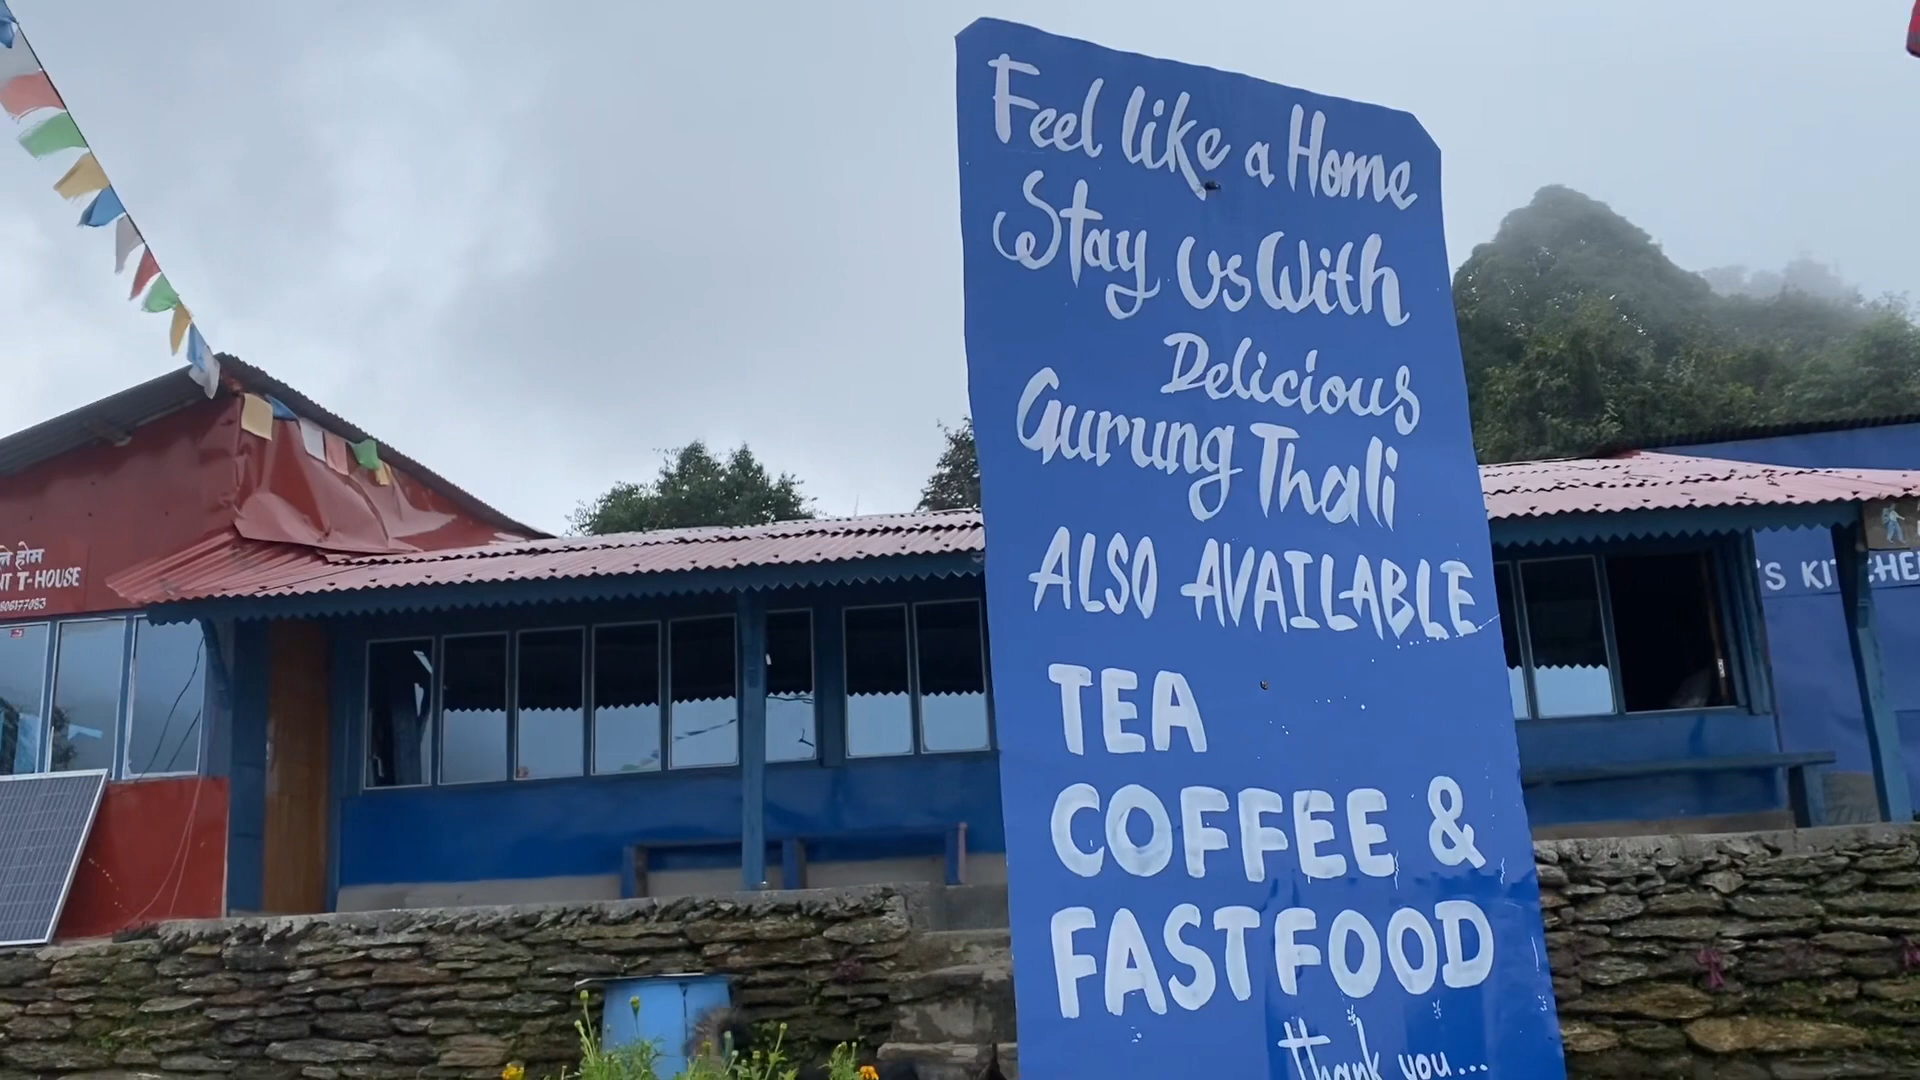 Feel like a Home
Stay Us With
Delicious
Gurung Thali
ALSO AVAILABLE
TEA
COFFEE &
FASTFOOD
thank you...
होम
T-HOUSE
'S KITCHEN